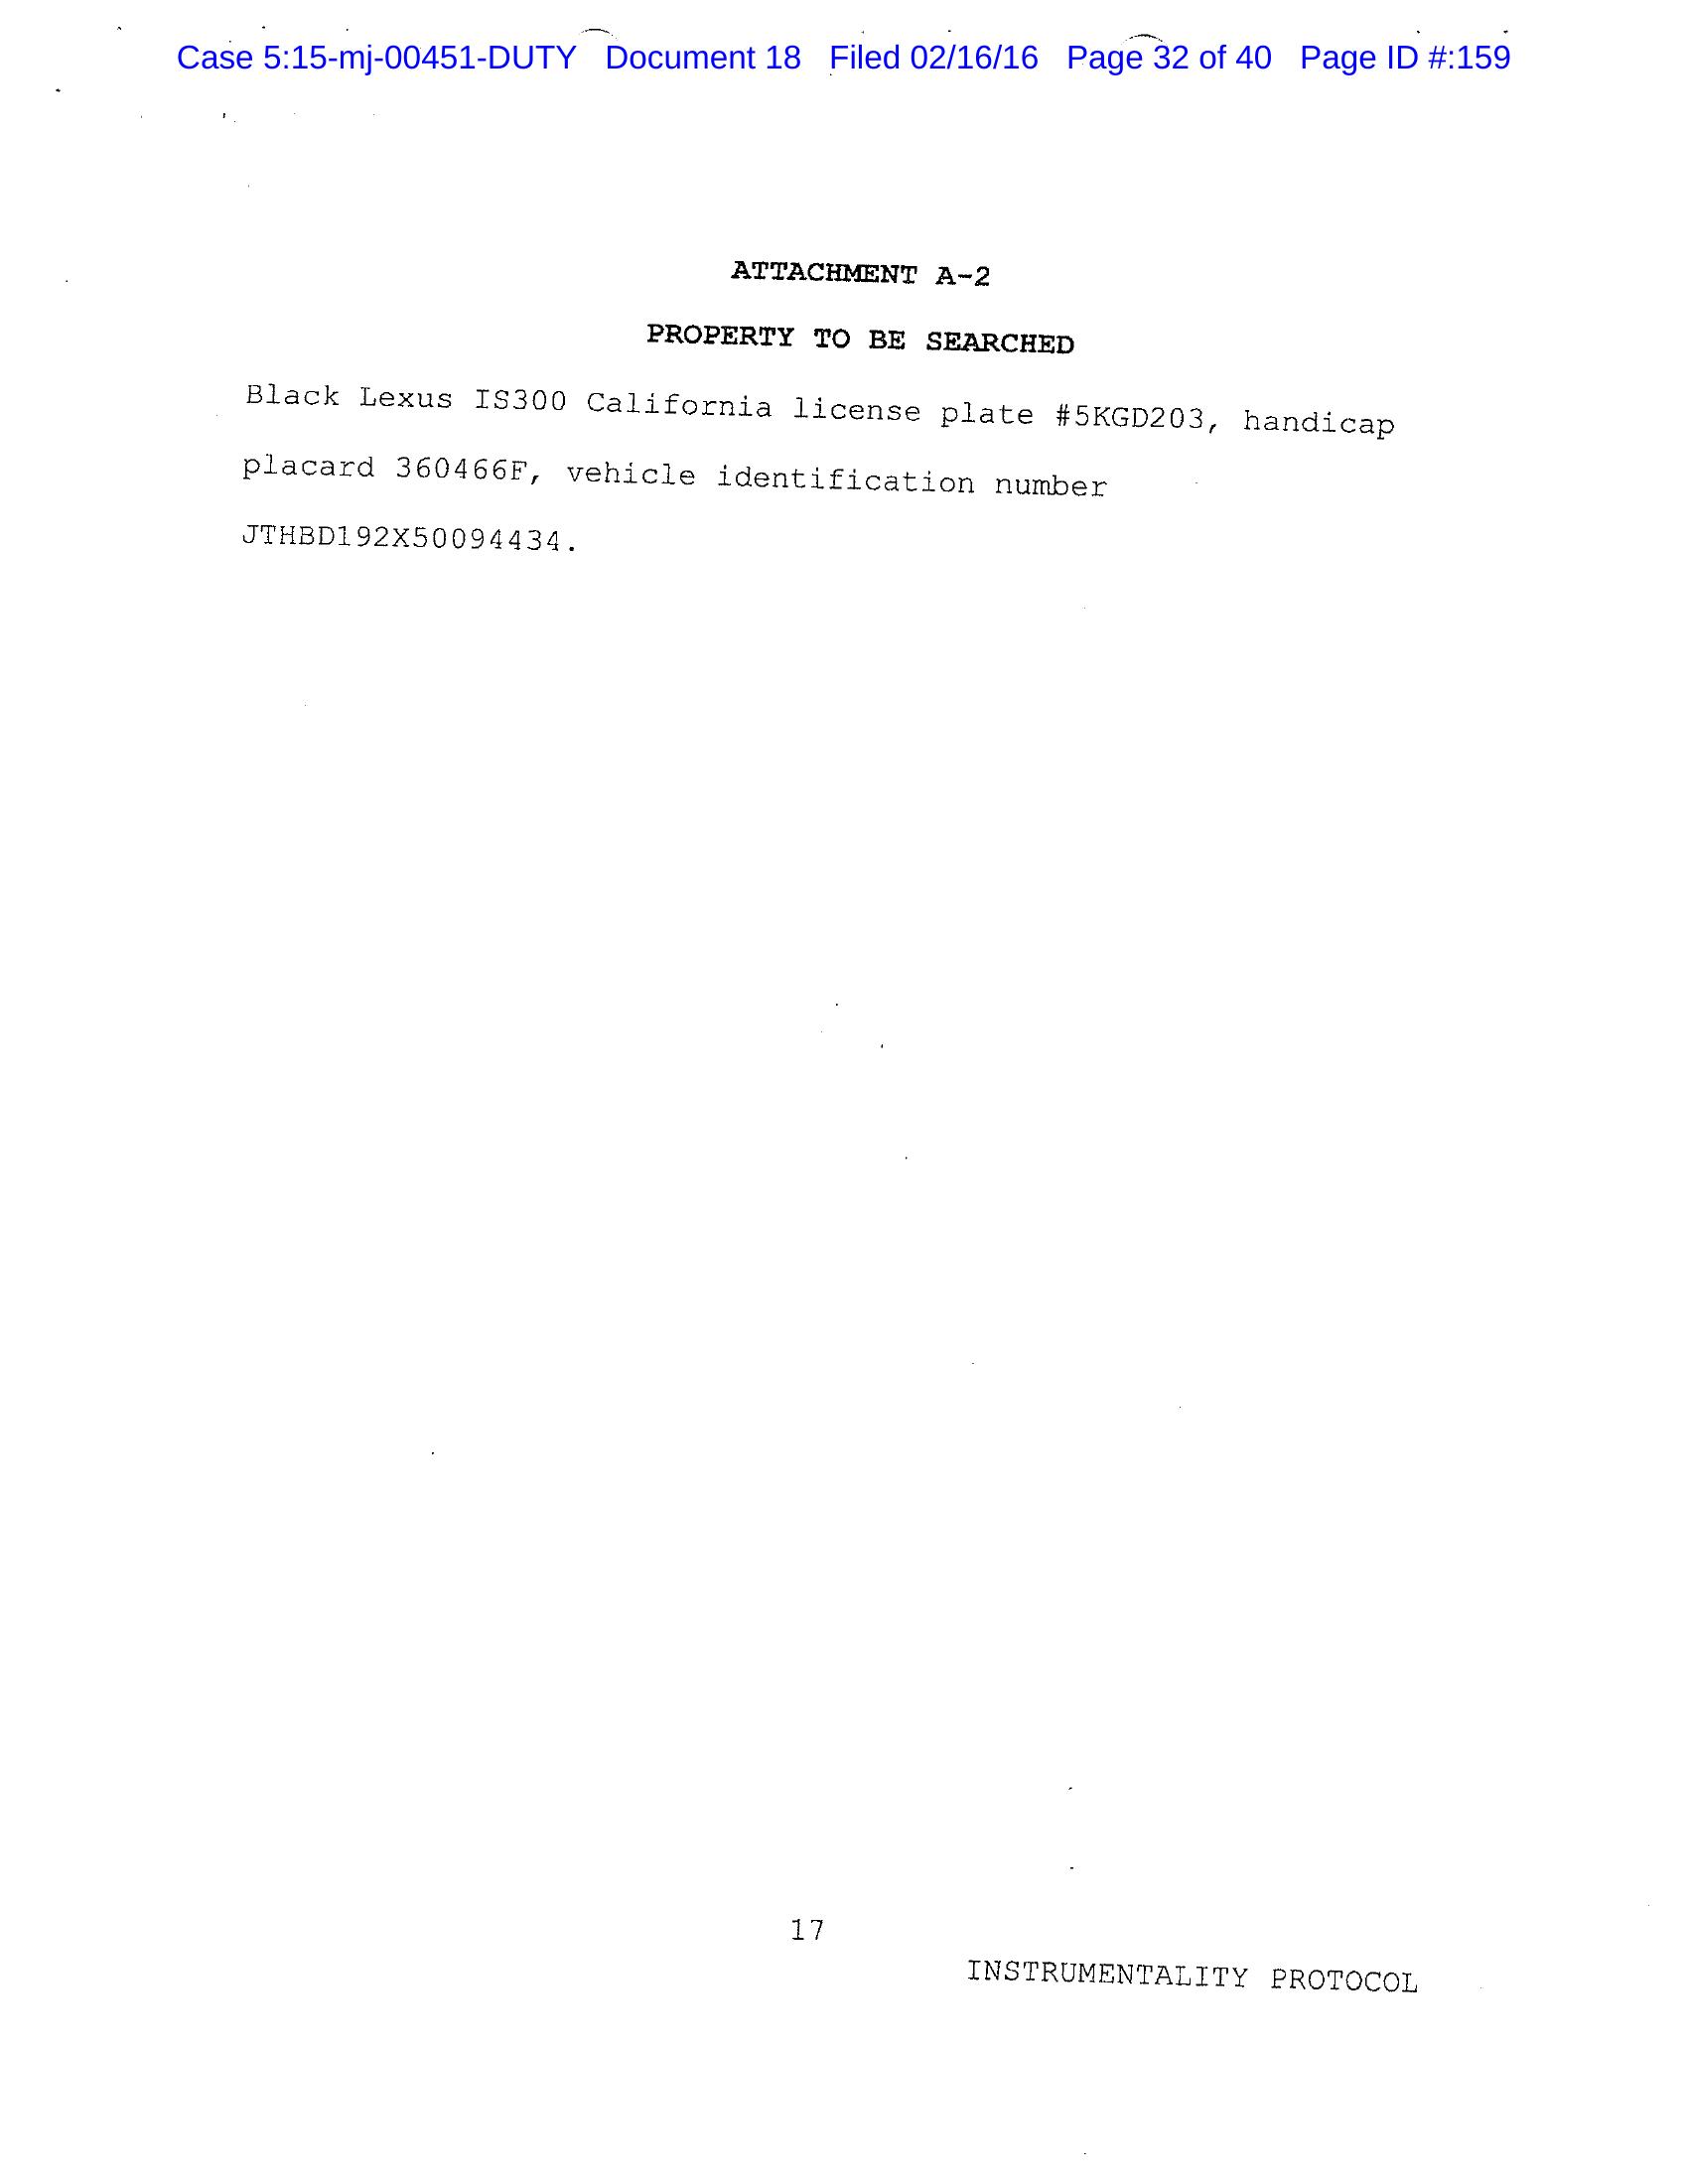 Case 5:15-mj-00451-DUTY Document 18 Filed 02/16/16 Page 32 of 40 Page ID #:159
ATTACHMENT A-2
PROPERTY TO BE SEARCHED
Black Lexus IS300 California license plate #5KGD203, handicap
placard 360466F, vehicle identification number
JTHBD192X50094434.
17
INSTRUMENTALITY PROTOCOL